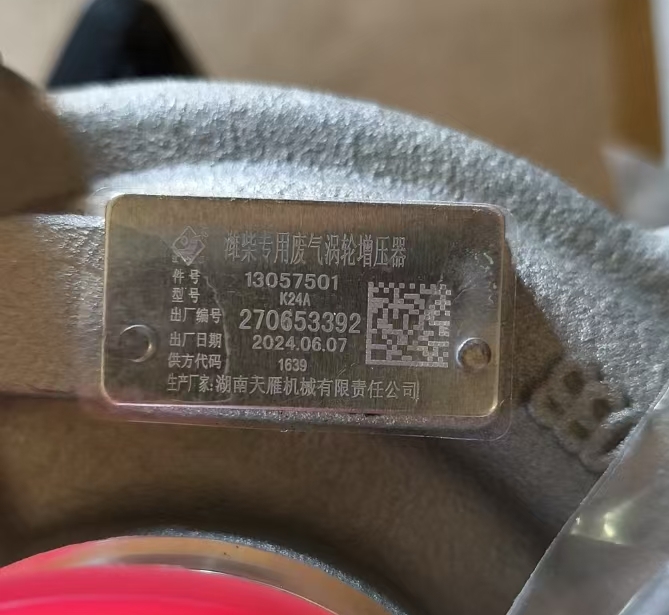 潍柴专用废气涡轮增压器
件号 13057501
型号 K24A
出厂编号 270653392
出厂日期 2024.06.07
供方代码 1639
生产厂家:湖南天雁机械有限责任公司